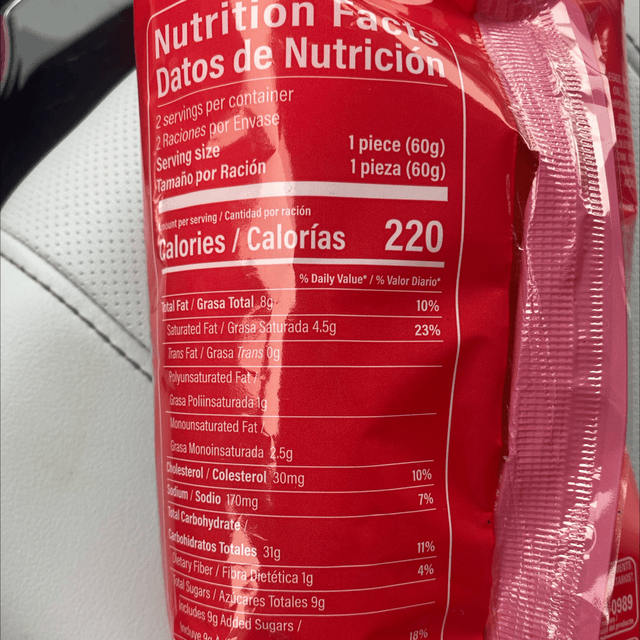 Nutrition Facts
Datos de Nutrición
2 servings per container
2 Raciones por Envase
Serving size 1 piece (60g)
Tamaño por Ración 1 pieza (60g)
mount per serving / Cantidad por ración
Calories / Calorías 220
% Daily Value* / % Valor Diario*
Total Fat / Grasa Total 8g 10%
Saturated Fat / Grasa Saturada 4.5g 23%
Trans Fat / Grasa Trans 0g
Polyunsaturated Fat /
Grasa Poliinsaturada 1g
Monounsaturated Fat /
Grasa Monoinsaturada 2.5g
Cholesterol / Colesterol 30mg 10%
Sodium / Sodio 170mg 7%
Total Carbohydrate /
Carbohidratos Totales 31g 11%
Dietary Fiber / Fibra Dietética 1g 4%
Total Sugars / Azúcares Totales 9g
Includes 9g Added Sugars /
18%
0989